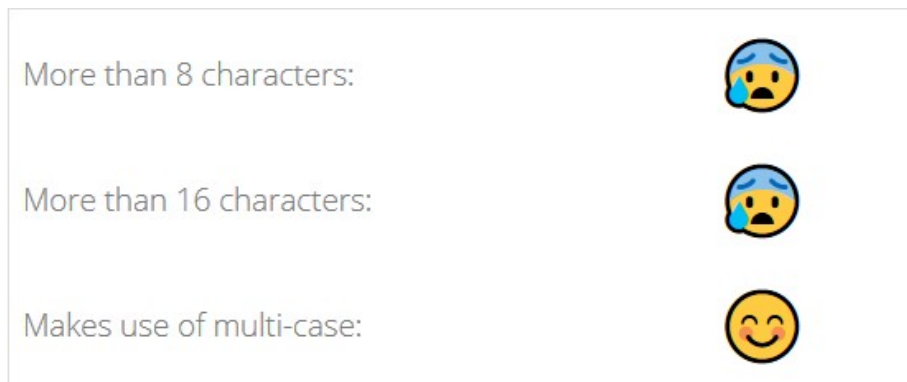 More than 8 characters:
More than 16 characters:
Makes use of multi-case: